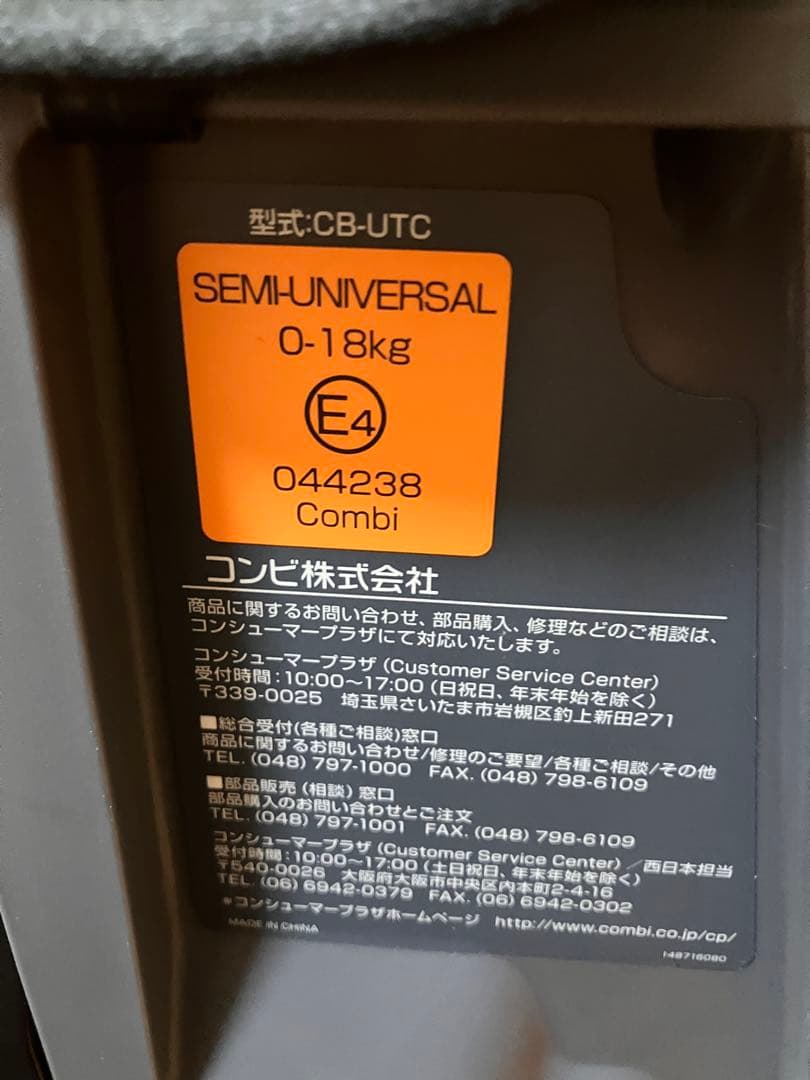 型式:CB-UTC
SEMI-UNIVERSAL
0-18kg
E4
044238
Combi
コンビ株式会社
商品に関するお問い合わせ、部品購入、修理などのご相談は、
コンシューマープラザにて対応いたします。
コンシューマープラザ (Customer Service Center)
受付時間:10:00～17:00 (日祝日、年末年始を除く)
〒339-0025 埼玉県さいたま市岩槻区釣上新田271
■総合受付(各種ご相談)窓口
商品に関するお問い合わせ/修理のご要望/各種ご相談/その他
TEL. (048) 797-1000 FAX. (048) 798-6109
■部品販売 (相談) 窓口
部品購入のお問い合わせとご注文
TEL. (048) 797-1001 FAX. (048) 798-6109
コンシューマープラザ (Customer Service Center) /西日本担当
受付時間:10:00～17:00 (土日祝日、年末年始を除く)
〒540-0026 大阪府大阪市中央区内本町2-4-16
TEL. (06) 6942-0379 FAX. (06) 6942-0302
*コンシューマープラザホームページ http://www.combi.co.jp/cp/
MADE IN CHINA
148716080